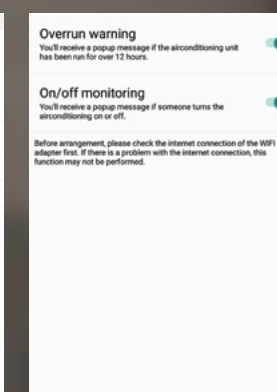 Overrun warning
You'll receive a popup message if the airconditioning unit
has been run for over 12 hours.
On/off monitoring
You'll receive a popup message if someone turns the
airconditioning on or off.
Before arrangement, please check the internet connection of the WIFI
adapter first. If there is a problem with the internet connection, this
function may not be performed.